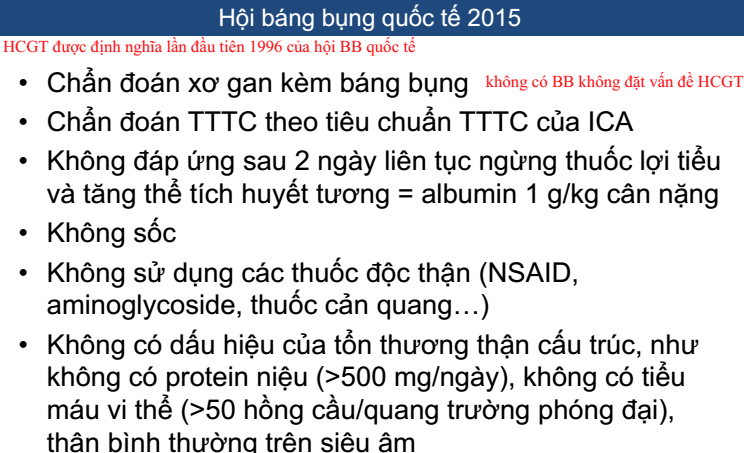 Hội báng bụng quốc tế 2015
HCGT được định nghĩa lần đầu tiên 1996 của hội BB quốc tế
• Chẩn đoán xơ gan kèm báng bụng không có BB không đặt vấn đề HCGT
• Chẩn đoán TTTC theo tiêu chuẩn TTTC của ICA
• Không đáp ứng sau 2 ngày liên tục ngừng thuốc lợi tiểu
và tăng thể tích huyết tương = albumin 1 g/kg cân nặng
• Không sốc
• Không sử dụng các thuốc độc thận (NSAID,
aminoglycoside, thuốc cản quang…)
• Không có dấu hiệu của tổn thương thận cấu trúc, như
không có protein niệu (>500 mg/ngày), không có tiểu
máu vi thể (>50 hồng cầu/quang trường phóng đại),
thận bình thường trên siêu âm